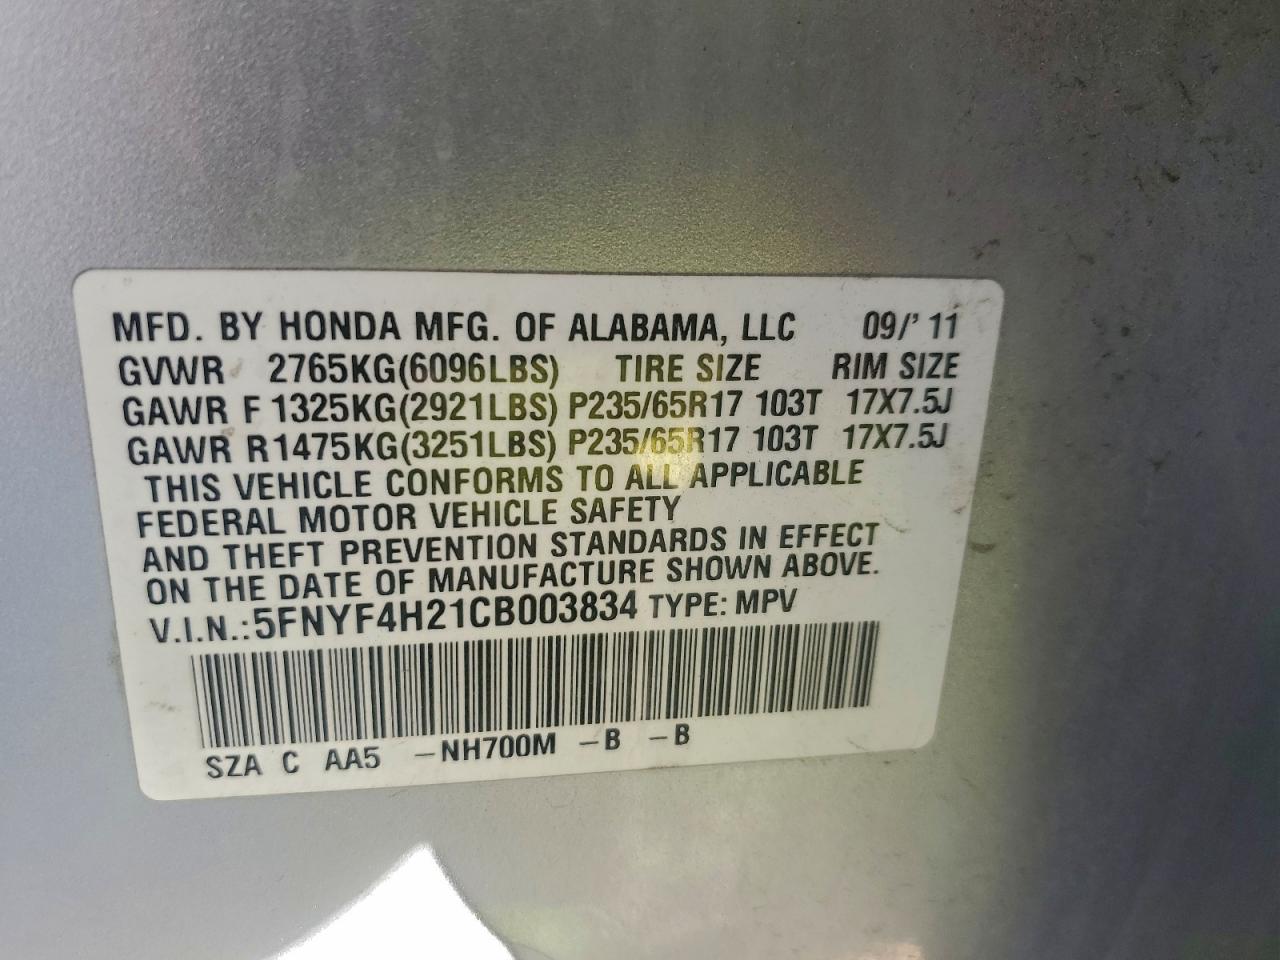 MFD. BY HONDA MFG. OF ALABAMA, LLC 09/' 11
GVWR 2765KG(6096LBS) TIRE SIZE RIM SIZE
GAWR F 1325KG(2921LBS) P235/65R17 103T 17X7.5J
GAWR R1475KG(3251LBS) P235/65R17 103T 17X7.5J
THIS VEHICLE CONFORMS TO ALL APPLICABLE
FEDERAL MOTOR VEHICLE SAFETY
AND THEFT PREVENTION STANDARDS IN EFFECT
ON THE DATE OF MANUFACTURE SHOWN ABOVE.
V.I.N.:5FNYF4H21CB003834 TYPE: MPV
SZA C AA5 -NH700M -B -B